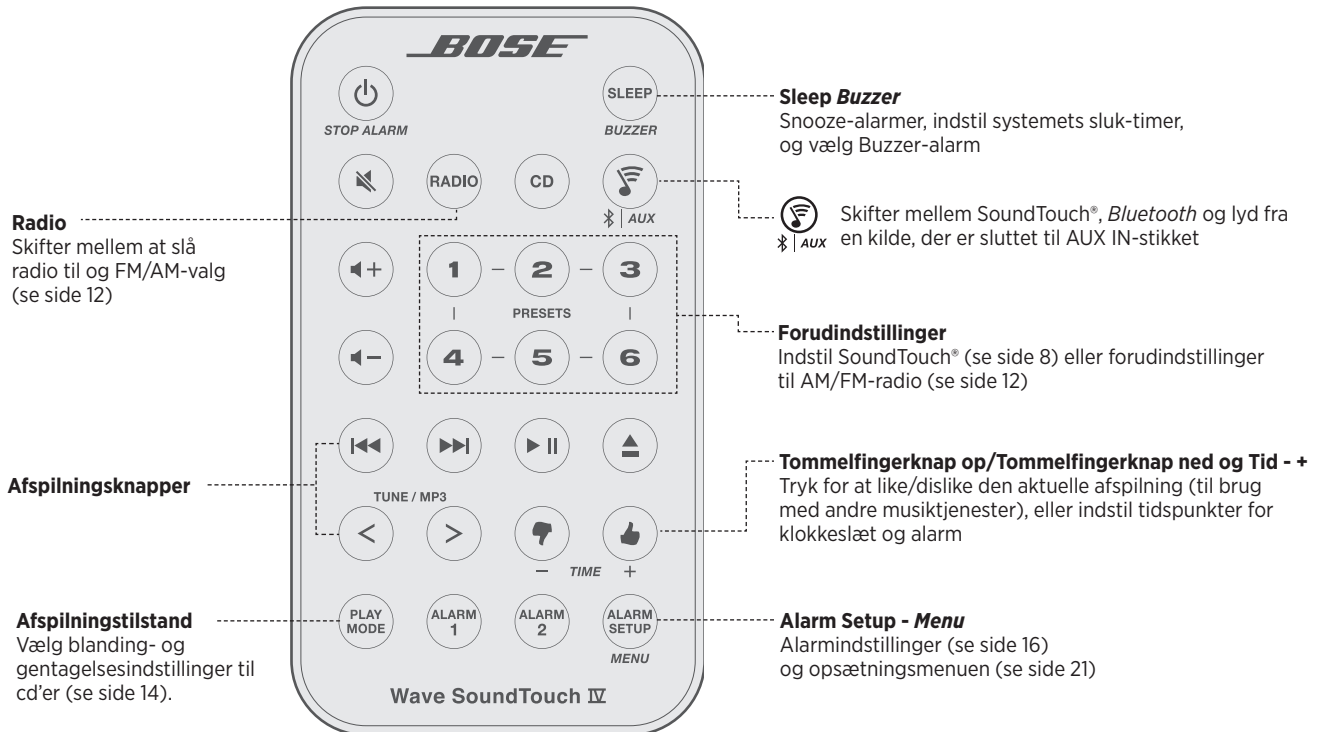 BOSE
STOP ALARM
SLEEP
BUZZER
RADIO
CD
AUX
1 - 2 - 3
PRESETS
4 - 5 - 6
TUNE / MP3
< >
− TIME +
PLAY
MODE
ALARM
1
ALARM
2
ALARM
SETUP
MENU
Wave SoundTouch IV
Radio
Skifter mellem at slå
radio til og FM/AM-valg
(se side 12)
Afspilningsknapper
Afspilningstilstand
Vælg blanding- og
gentagelsesindstillinger til
cd’er (se side 14).
Sleep Buzzer
Snooze-alarmer, indstil systemets sluk-timer,
og vælg Buzzer-alarm
AUX
Skifter mellem SoundTouch®, Bluetooth og lyd fra
en kilde, der er sluttet til AUX IN-stikket
Forudindstillinger
Indstil SoundTouch® (se side 8) eller forudindstillinger
til AM/FM-radio (se side 12)
Tommelfingerknap op/Tommelfingerknap ned og Tid - +
Tryk for at like/dislike den aktuelle afspilning (til brug
med andre musiktjenester), eller indstil tidspunkter for
klokkeslæt og alarm
Alarm Setup - Menu
Alarmindstillinger (se side 16)
og opsætningsmenuen (se side 21)